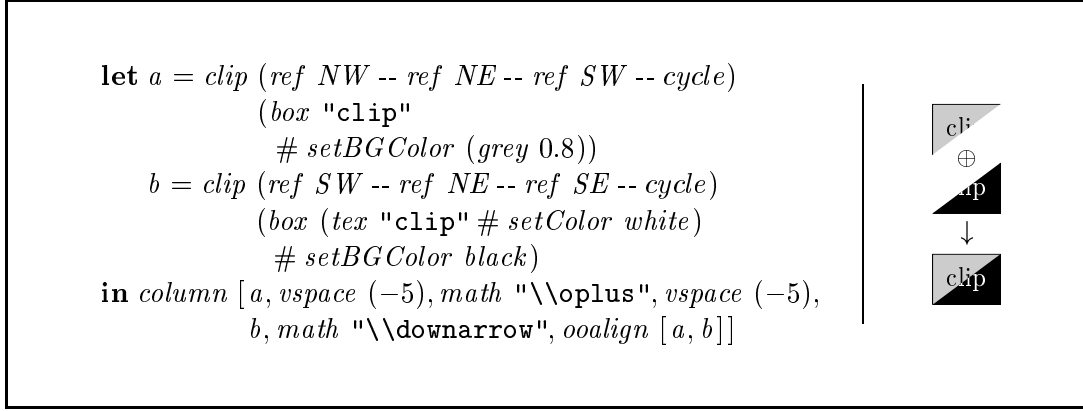 let a = clip (ref NW -- ref NE -- ref SW -- cycle)
(box "clip"
# setBGColor (grey 0.8))
b = clip (ref SW -- ref NE -- ref SE -- cycle)
(box (tex "clip" # setColor white)
# setBGColor black)
in column [a, vspace (−5), math "\\oplus", vspace (−5),
b, math "\\downarrow", ooalign [a, b]]
cli
⊕
lip
↓
clip